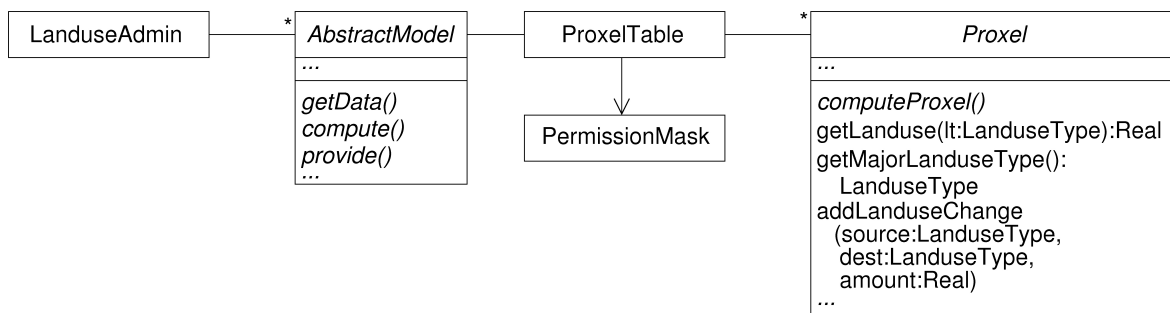 LanduseAdmin
*
AbstractModel
...
getData()
compute()
provide()
...
ProxelTable
PermissionMask
*
Proxel
...
computeProxel()
getLanduse(lt:LanduseType):Real
getMajorLanduseType():
LanduseType
addLanduseChange
(source:LanduseType,
dest:LanduseType,
amount:Real)
...